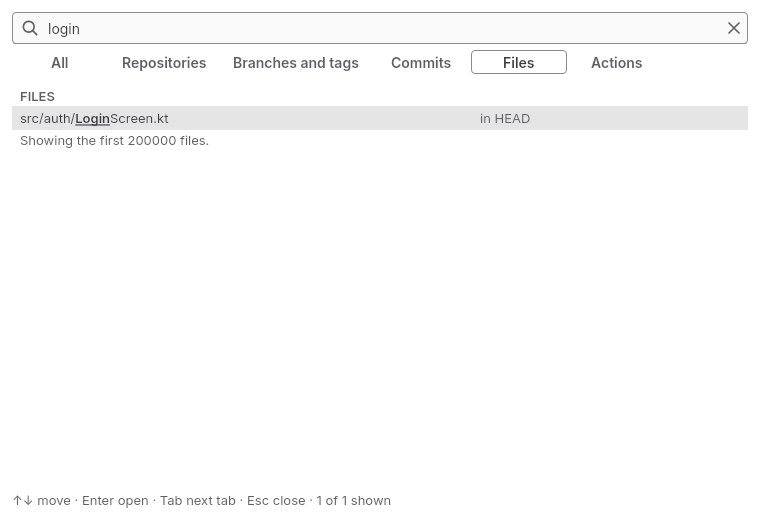 login
All Repositories Branches and tags Commits Files Actions
FILES
src/auth/LoginScreen.kt in HEAD
Showing the first 200000 files.
↑↓ move · Enter open · Tab next tab · Esc close · 1 of 1 shown